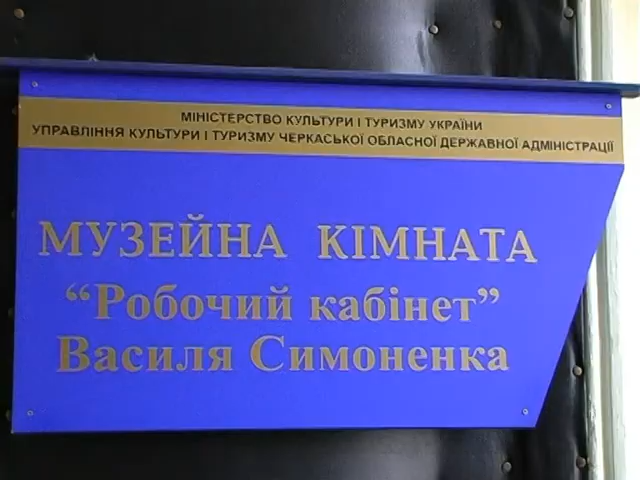 МІНІСТЕРСТВО КУЛЬТУРИ І ТУРИЗМУ УКРАЇНИ
УПРАВЛІННЯ КУЛЬТУРИ І ТУРИЗМУ ЧЕРКАСЬКОЇ ОБЛАСНОЇ ДЕРЖАВНОЇ АДМІНІСТРАЦІЇ
МУЗЕЙНА КІМНАТА
“Робочий кабінет”
Василя Симоненка